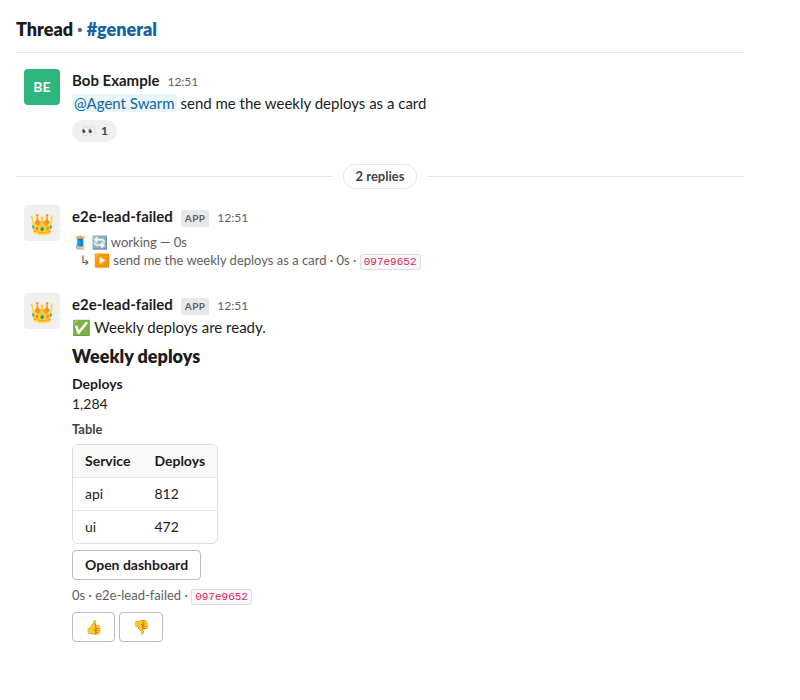 Thread • #general
BE
Bob Example 12:51
@Agent Swarm send me the weekly deploys as a card
👀 1
2 replies
e2e-lead-failed APP 12:51
🧵 🔄 working — 0s
↳ ▶️ send me the weekly deploys as a card · 0s · 097e9652
e2e-lead-failed APP 12:51
✅ Weekly deploys are ready.
Weekly deploys
Deploys
1,284
Table
Service Deploys
api 812
ui 472
Open dashboard
0s · e2e-lead-failed · 097e9652
👍 👎